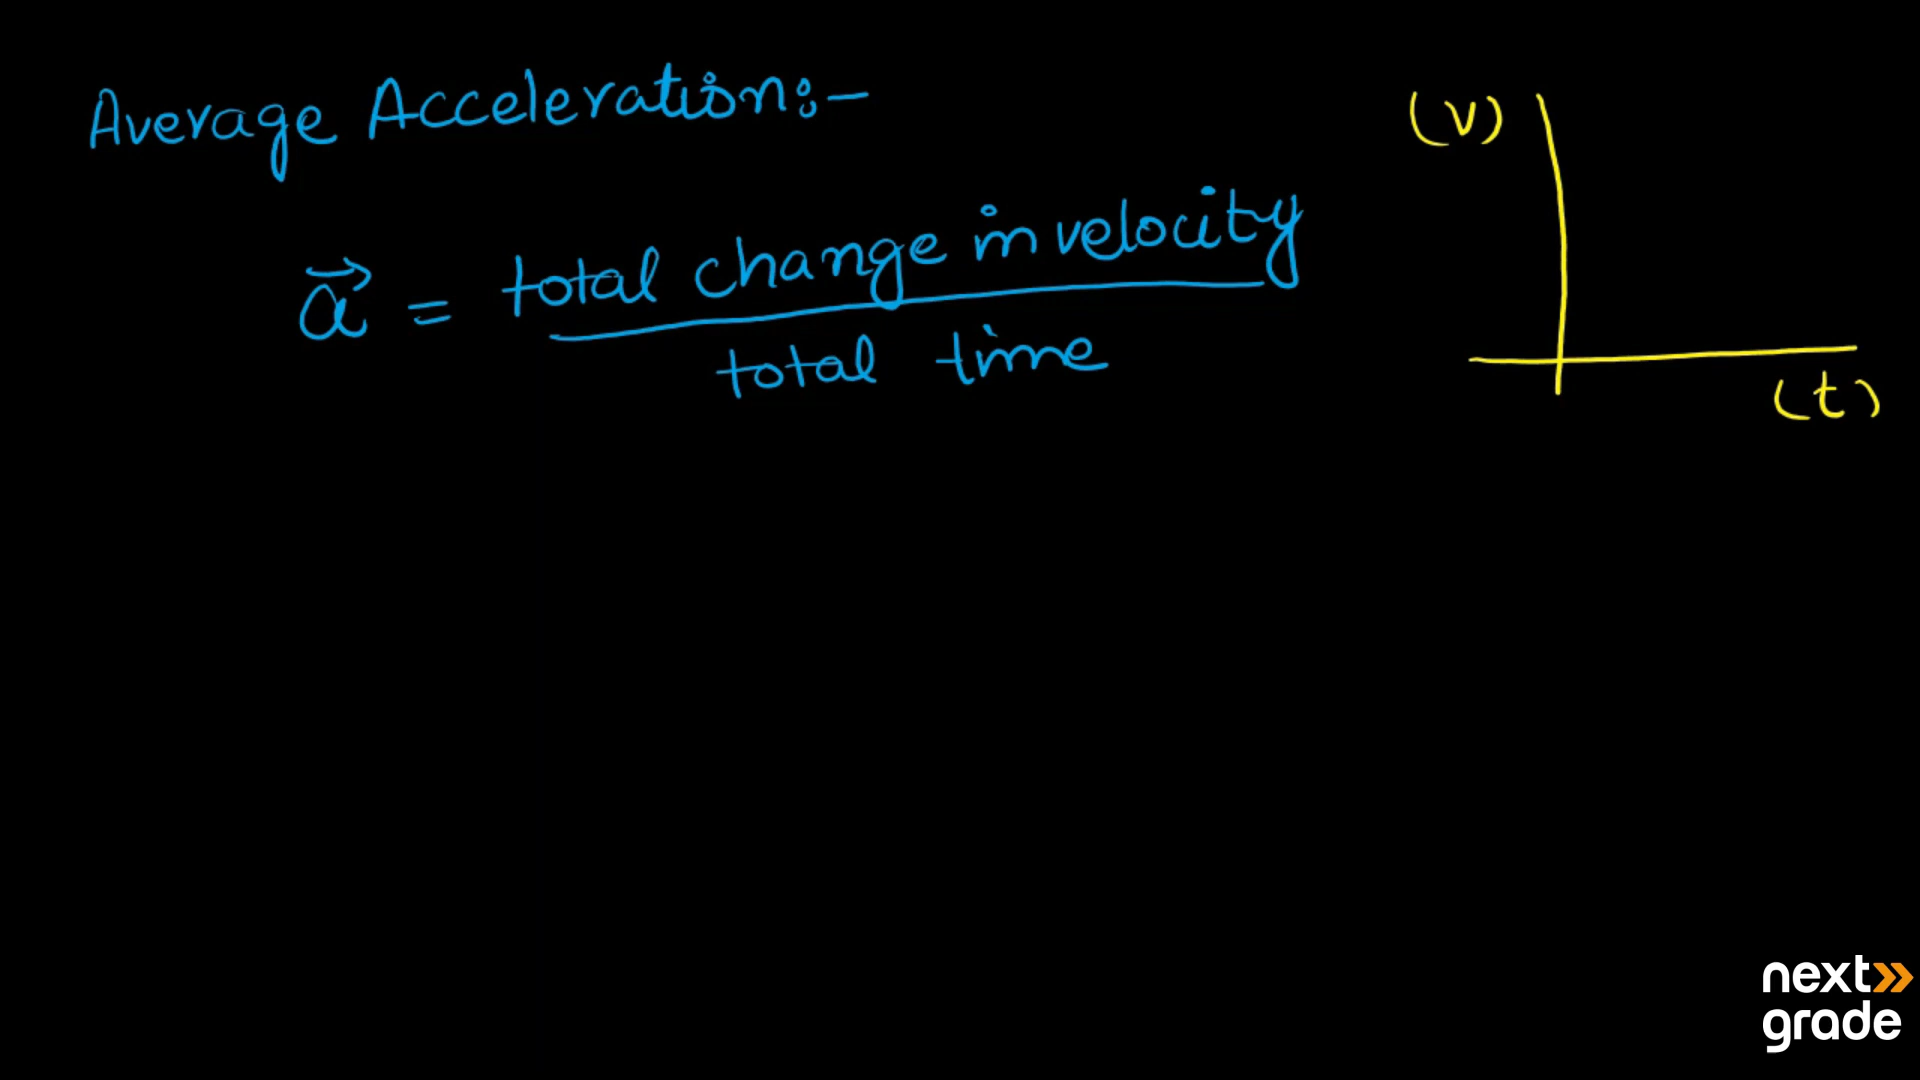 Average Acceleration:-
a⃗ = total change in velocity
total time
(v)
(t)
next
grade